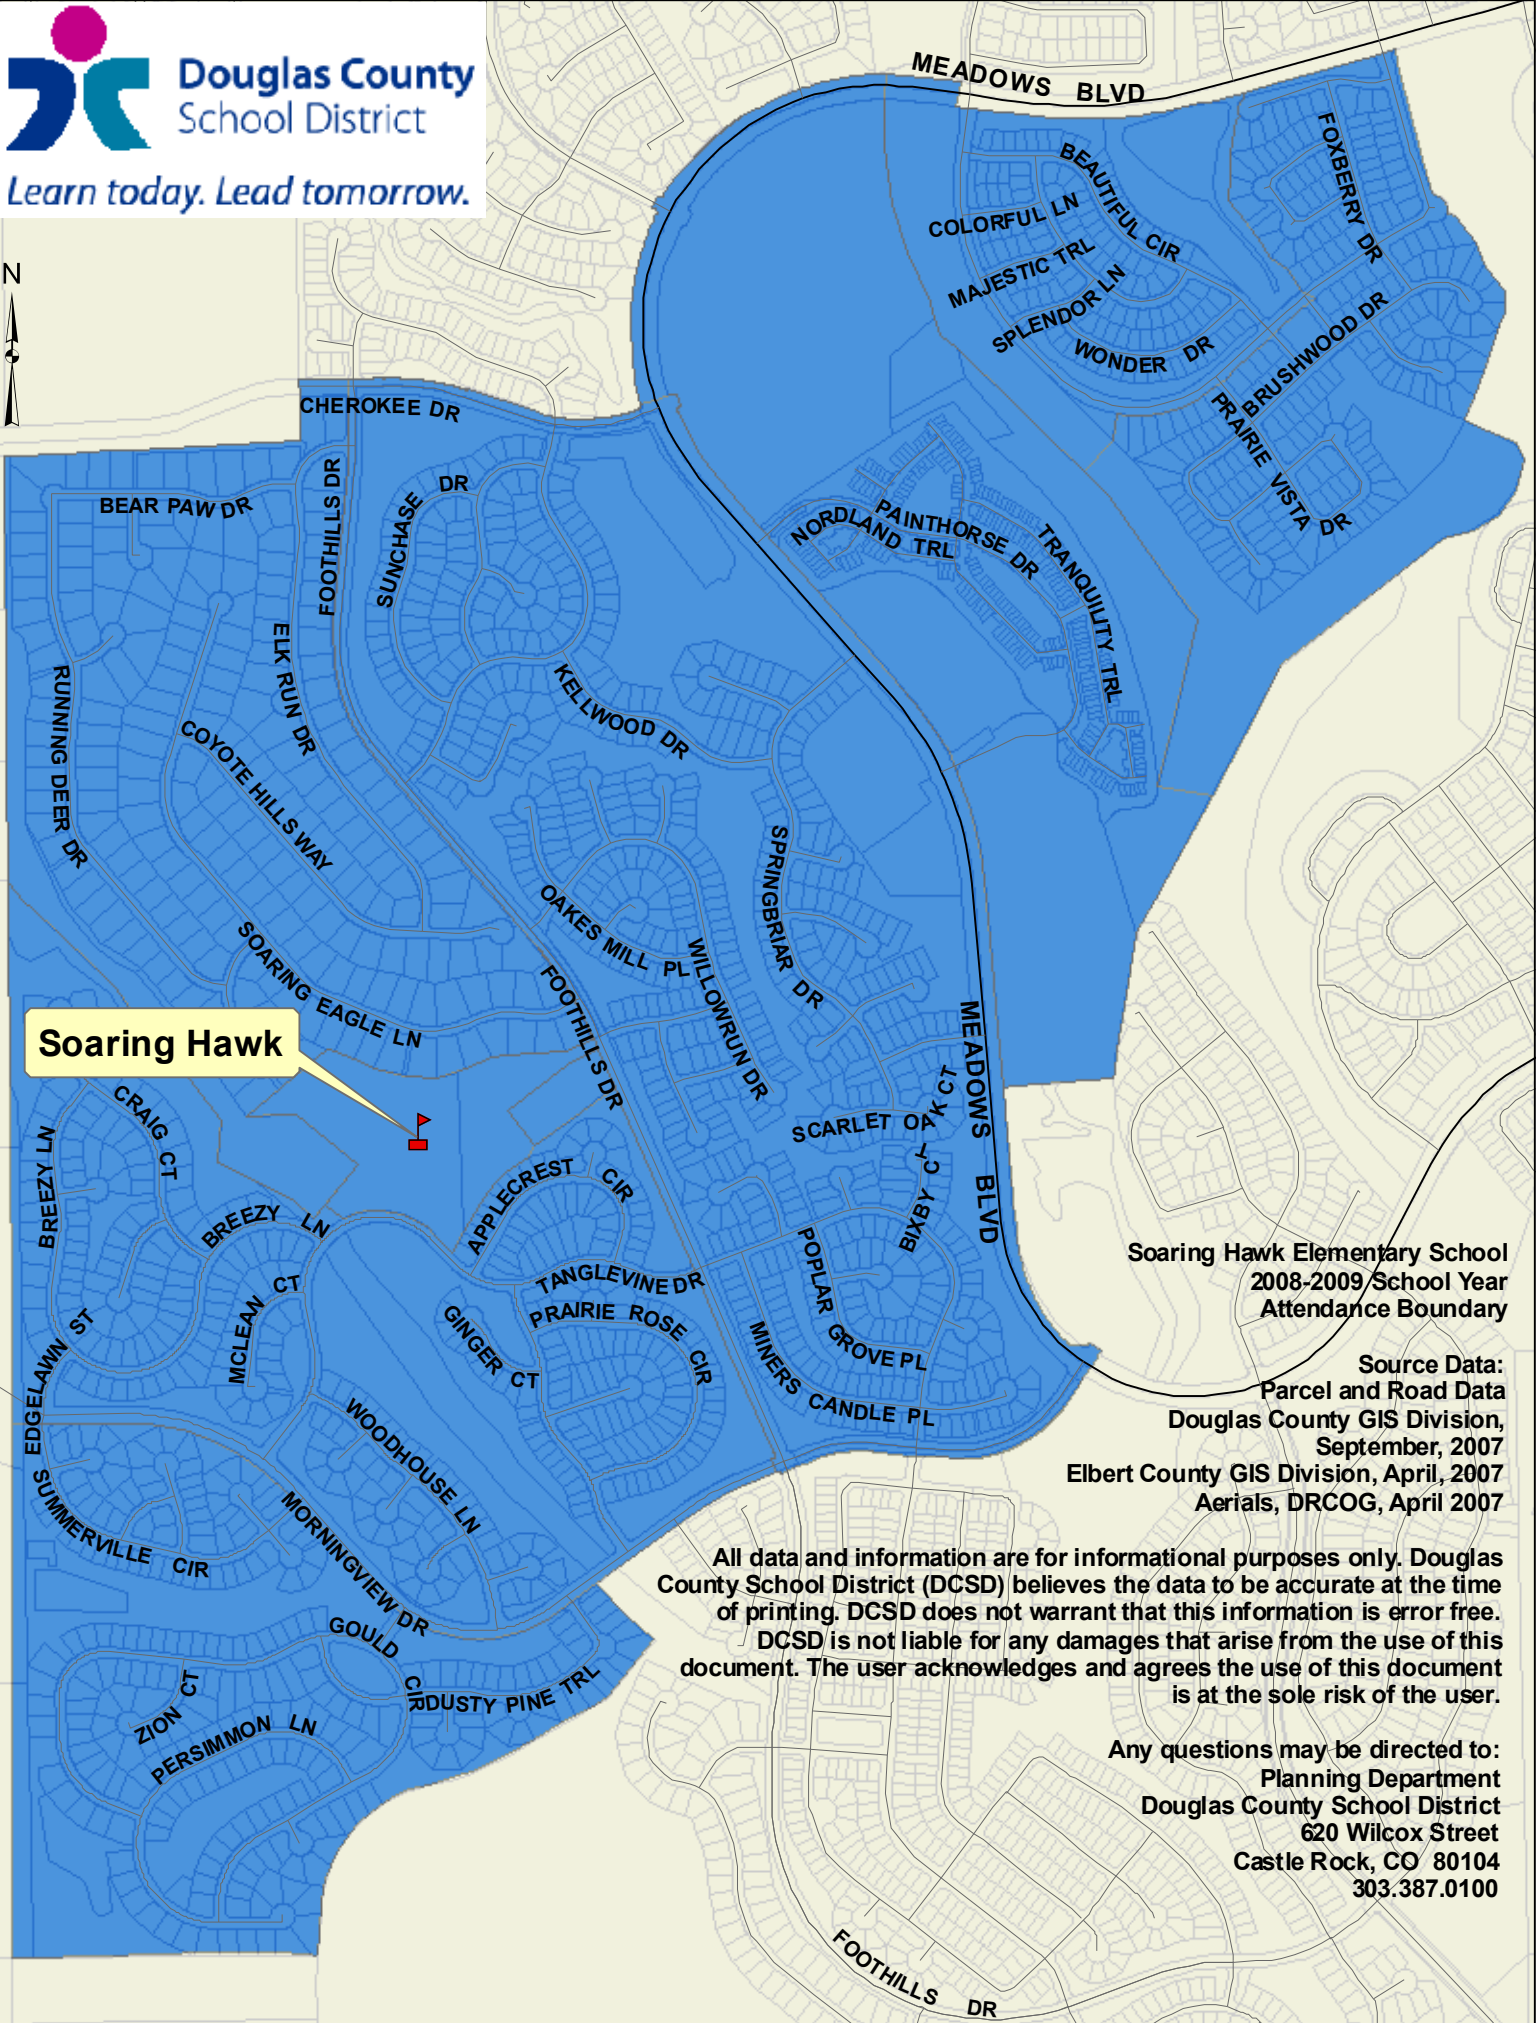 Douglas County
School District
Learn today. Lead tomorrow.
N
MEADOWS BLVD
FOXBERRY DR
BEAUTIFUL CIR
COLORFUL LN
MAJESTIC TRL
SPLENDOR LN
WONDER DR
BRUSHWOOD DR
PRAIRIE VISTA DR
CHEROKEE DR
BEAR PAW DR
FOOTHILLS DR
SUNCHASE DR
PAINTHORSE DR
NORDLAND TRL
TRANQUILITY TRL
ELK RUN DR
RUNNING DEER DR
COYOTE HILLS WAY
KELLWOOD DR
SPRINGBRIAR DR
OAKES MILL PL
WILLOWRUN DR
SOARING EAGLE LN
FOOTHILLS DR
MEADOWS BLVD
Soaring Hawk
CRAIG CT
BREEZY LN
SCARLET OAK CT
BIXBY CT
APPLECREST CIR
BREEZY LN
TANGLEVINE DR
POPLAR GROVE PL
PRAIRIE ROSE CIR
GINGER CT
MCLEAN CT
MINERS CANDLE PL
EDGELAWN ST
WOODHOUSE LN
SUMMERVILLE CIR
MORNINGVIEW DR
GOULD CIR
DUSTY PINE TRL
ZION CT
PERSIMMON LN
Soaring Hawk Elementary School
2008-2009 School Year
Attendance Boundary
Source Data:
Parcel and Road Data
Douglas County GIS Division,
September, 2007
Elbert County GIS Division, April, 2007
Aerials, DRCOG, April 2007
All data and information are for informational purposes only. Douglas
County School District (DCSD) believes the data to be accurate at the time
of printing. DCSD does not warrant that this information is error free.
DCSD is not liable for any damages that arise from the use of this
document. The user acknowledges and agrees the use of this document
is at the sole risk of the user.
Any questions may be directed to:
Planning Department
Douglas County School District
620 Wilcox Street
Castle Rock, CO 80104
303.387.0100
FOOTHILLS DR